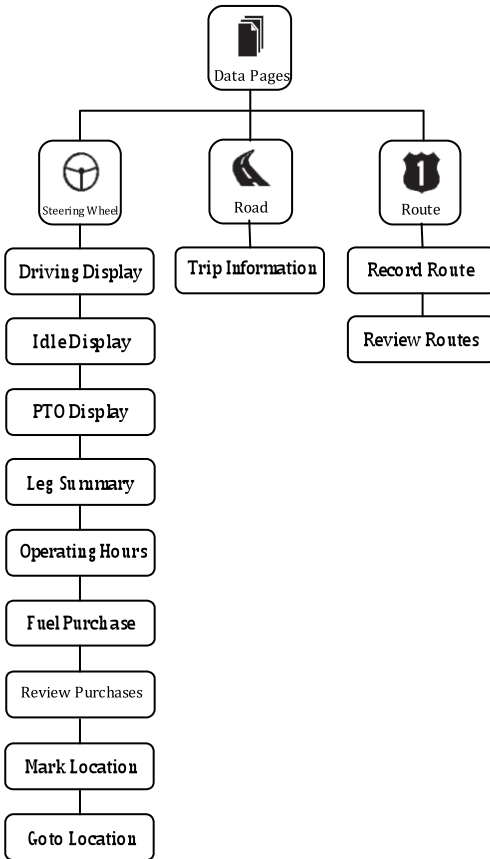 Data Pages
Steering Wheel
Road
1
Route
Driving Display
Trip Information
Record Route
Idle Display
Review Routes
PTO Display
Leg Summary
Operating Hours
Fuel Purchase
Review Purchases
Mark Location
Goto Location